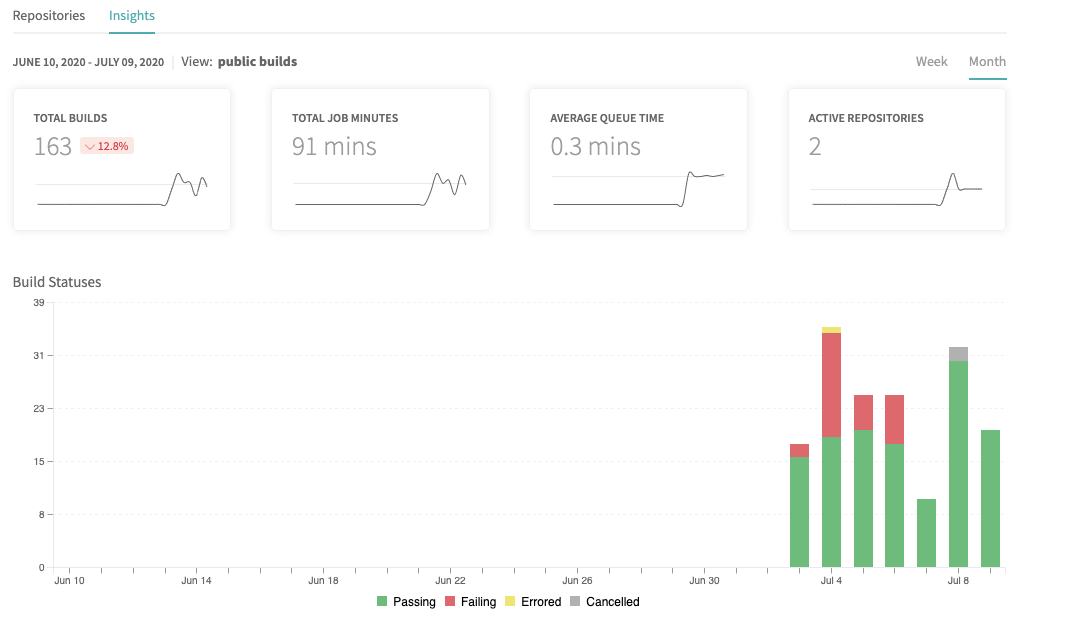 Repositories Insights
JUNE 10, 2020 - JULY 09, 2020 View: public builds Week Month
TOTAL BUILDS
163 12.8%
TOTAL JOB MINUTES
91 mins
AVERAGE QUEUE TIME
0.3 mins
ACTIVE REPOSITORIES
2
Build Statuses
39
31
23
15
8
0
Jun 10 Jun 14 Jun 18 Jun 22 Jun 26 Jun 30 Jul 4 Jul 8
Passing Failing Errored Cancelled